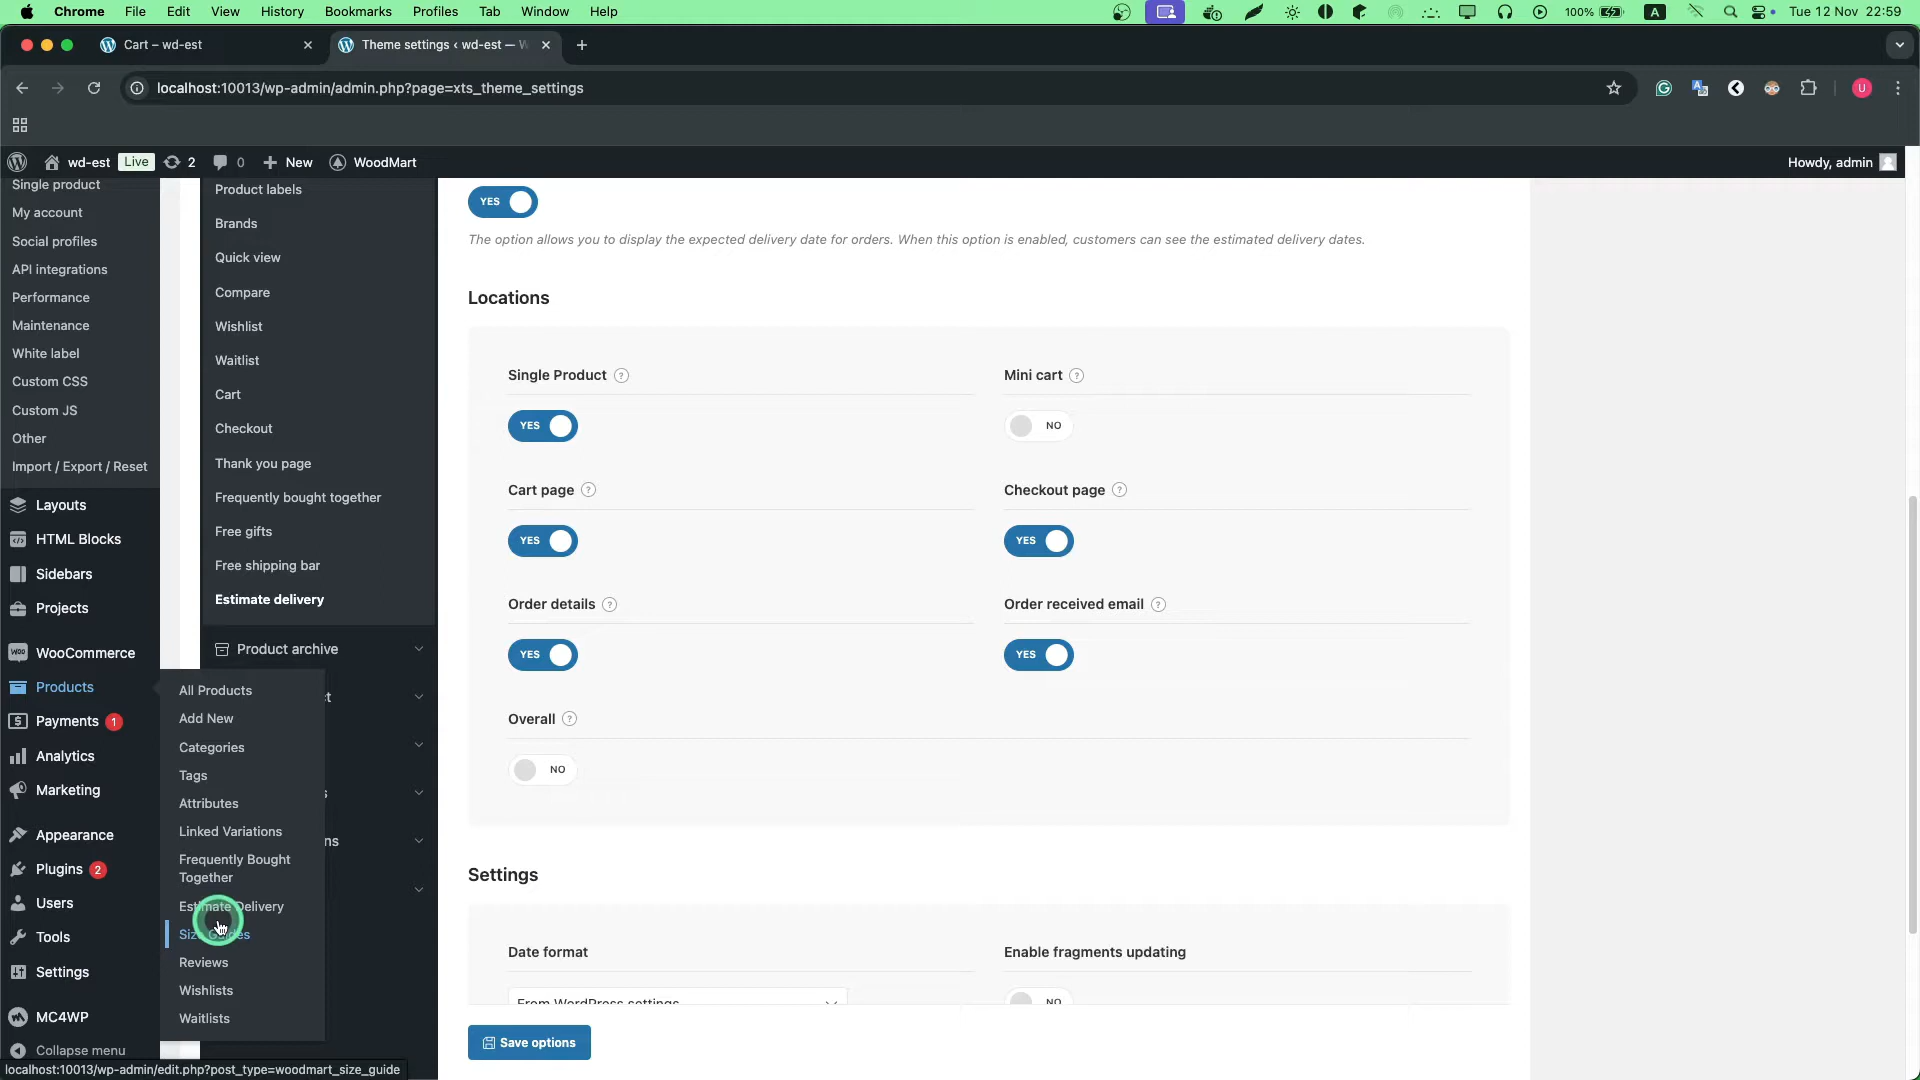 Chrome File Edit View History Bookmarks Profiles Tab Window Help
100% A Tue 12 Nov 22:59
Cart – wd-est
Theme settings ‹ wd-est —
localhost:10013/wp-admin/admin.php?page=xts_theme_settings
U
wd-est Live 2 0 New WoodMart
Howdy, admin
Single product
My account
Social profiles
API integrations
Performance
Maintenance
White label
Custom CSS
Custom JS
Other
Import / Export / Reset
Layouts
HTML Blocks
Sidebars
Projects
WooCommerce
Products
Payments 1
Analytics
Marketing
Appearance
Plugins 2
Users
Tools
Settings
MC4WP
Collapse menu
All Products
Add New
Categories
Tags
Attributes
Linked Variations
Frequently Bought
Together
Estimate Delivery
Size Guides
Reviews
Wishlists
Waitlists
Product labels
Brands
Quick view
Compare
Wishlist
Waitlist
Cart
Checkout
Thank you page
Frequently bought together
Free gifts
Free shipping bar
Estimate delivery
Product archive
t
s
ns
YES
The option allows you to display the expected delivery date for orders. When this option is enabled, customers can see the estimated delivery dates.
Locations
Single Product ?
YES
Mini cart ?
NO
Cart page ?
YES
Checkout page ?
YES
Order details ?
YES
Order received email ?
YES
Overall ?
NO
Settings
Date format
From WordPress settings
Enable fragments updating
NO
Save options
localhost:10013/wp-admin/edit.php?post_type=woodmart_size_guide